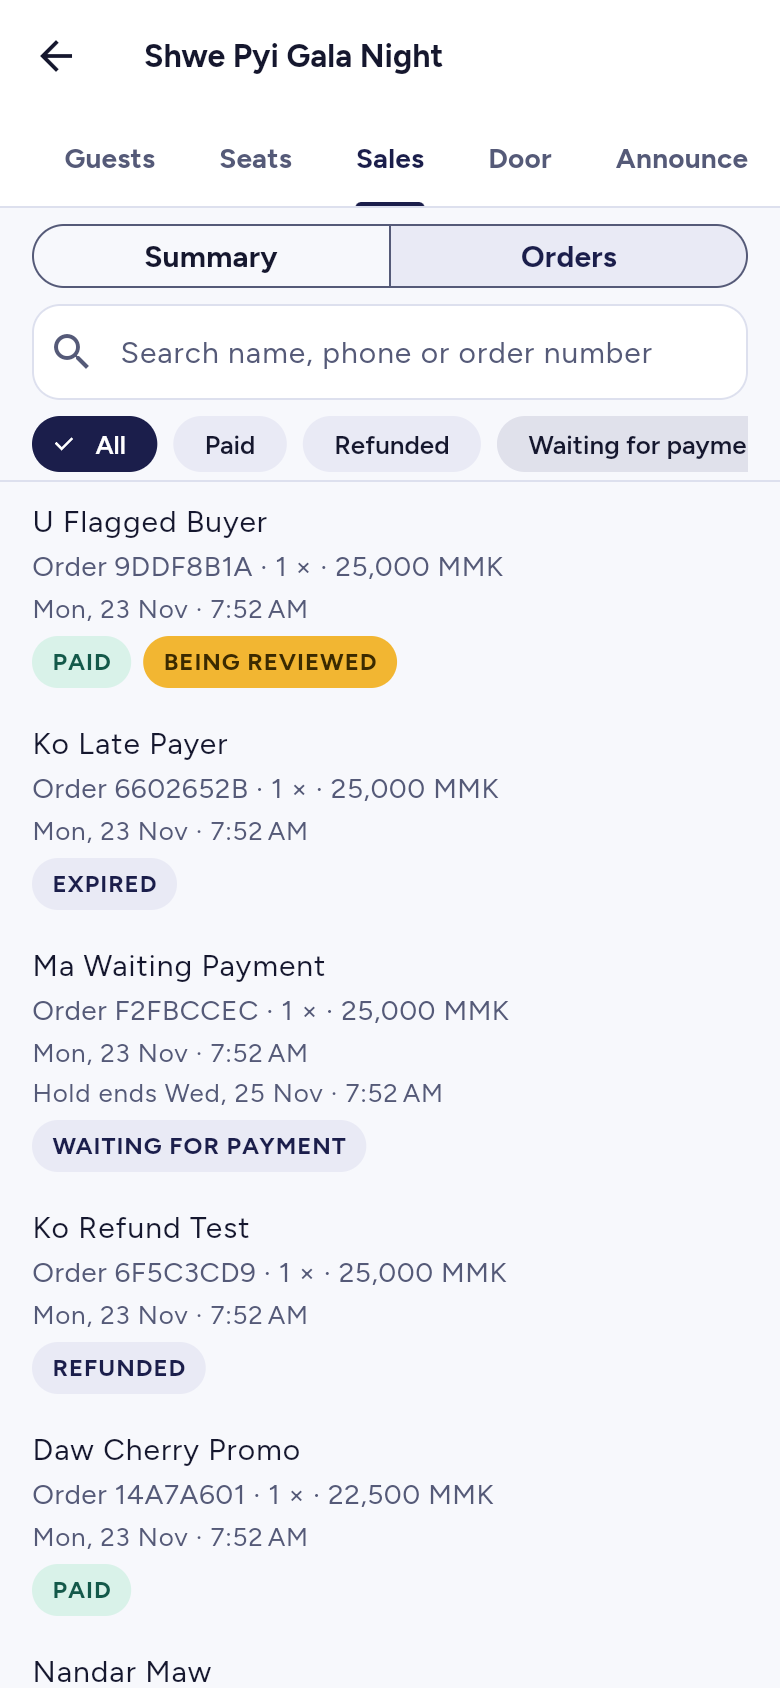 Shwe Pyi Gala Night
Guests Seats Sales Door Announce
Summary Orders
Search name, phone or order number
All Paid Refunded Waiting for payme
U Flagged Buyer
Order 9DDF8B1A · 1 × · 25,000 MMK
Mon, 23 Nov · 7:52 AM
PAID BEING REVIEWED
Ko Late Payer
Order 6602652B · 1 × · 25,000 MMK
Mon, 23 Nov · 7:52 AM
EXPIRED
Ma Waiting Payment
Order F2FBCCEC · 1 × · 25,000 MMK
Mon, 23 Nov · 7:52 AM
Hold ends Wed, 25 Nov · 7:52 AM
WAITING FOR PAYMENT
Ko Refund Test
Order 6F5C3CD9 · 1 × · 25,000 MMK
Mon, 23 Nov · 7:52 AM
REFUNDED
Daw Cherry Promo
Order 14A7A601 · 1 × · 22,500 MMK
Mon, 23 Nov · 7:52 AM
PAID
Nandar Maw